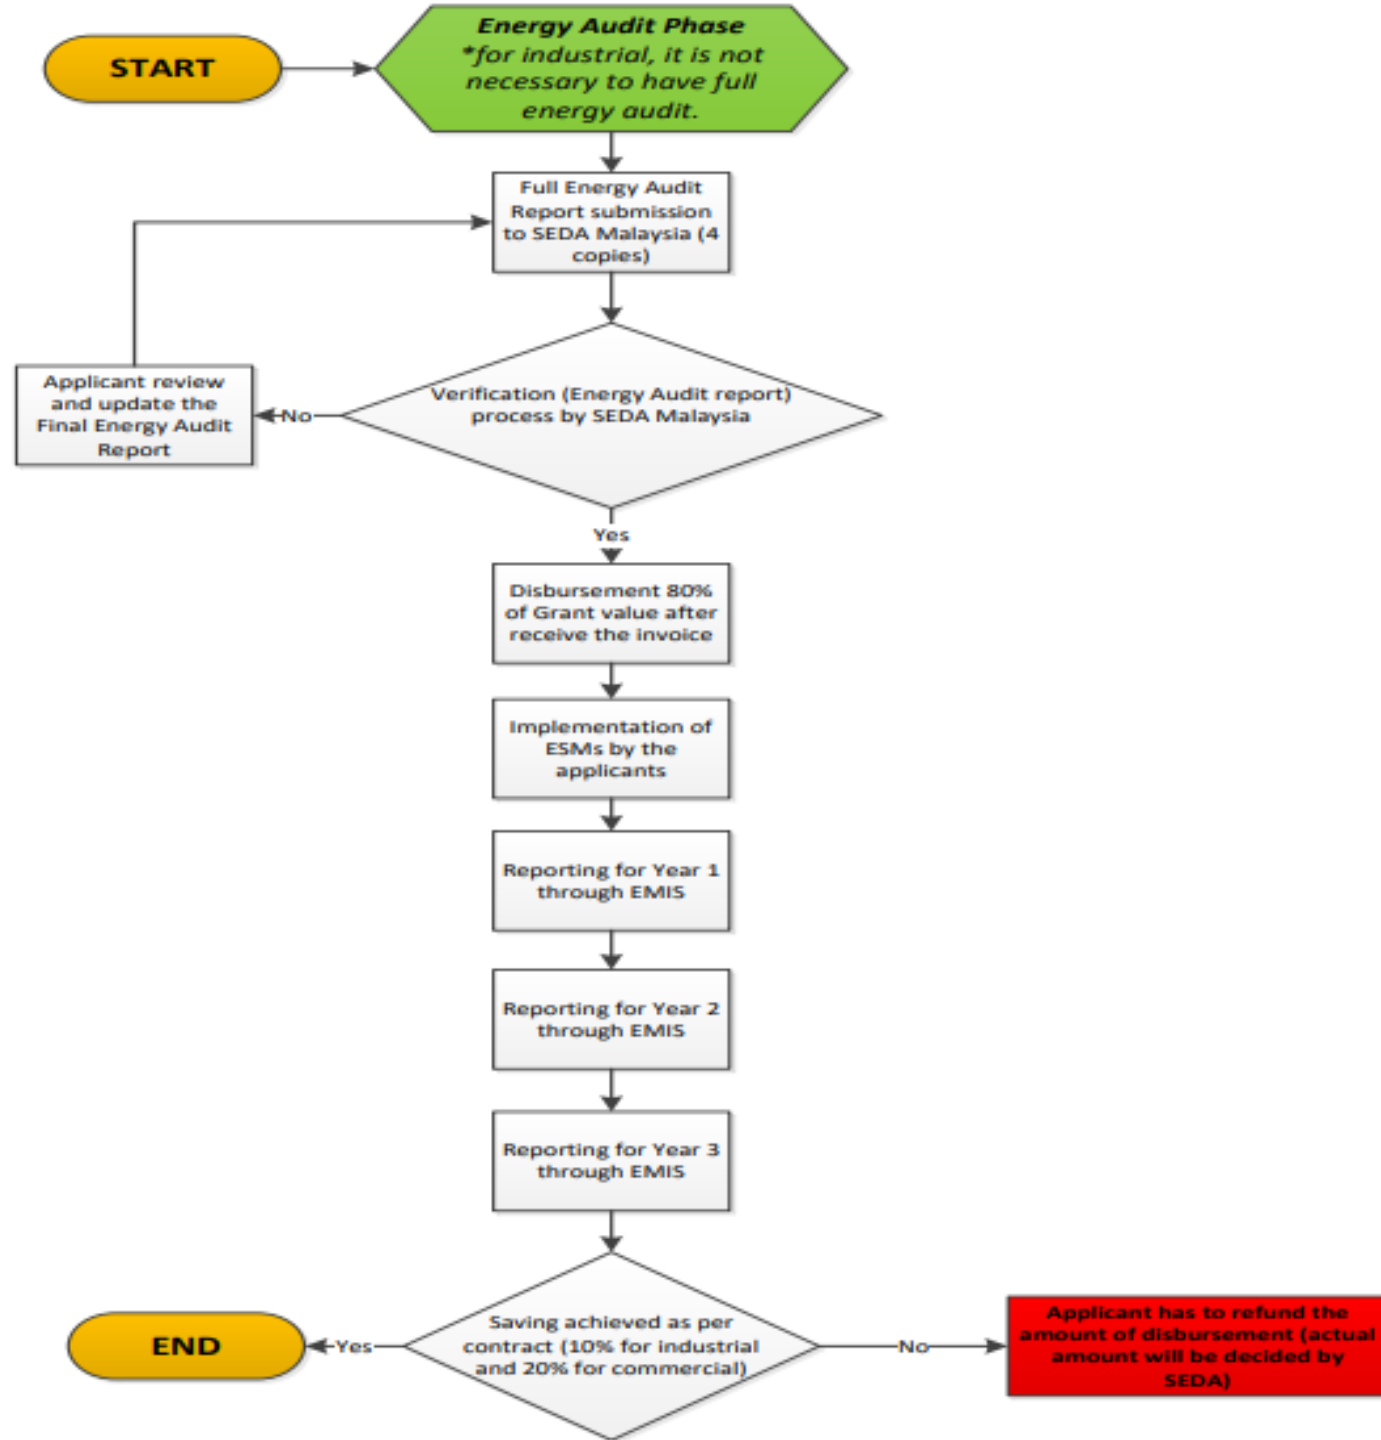 START
Energy Audit Phase
*for industrial, it is not
necessary to have full
energy audit.
Full Energy Audit
Report submission
to SEDA Malaysia (4
copies)
Applicant review
and update the
Final Energy Audit
Report
No
Verification (Energy Audit report)
process by SEDA Malaysia
Yes
Disbursement 80%
of Grant value after
receive the invoice
Implementation of
ESMs by the
applicants
Reporting for Year 1
through EMIS
Reporting for Year 2
through EMIS
Reporting for Year 3
through EMIS
END
Yes
Saving achieved as per
contract (10% for industrial
and 20% for commercial)
No
Applicant has to refund the
amount of disbursement (actual
amount will be decided by
SEDA)